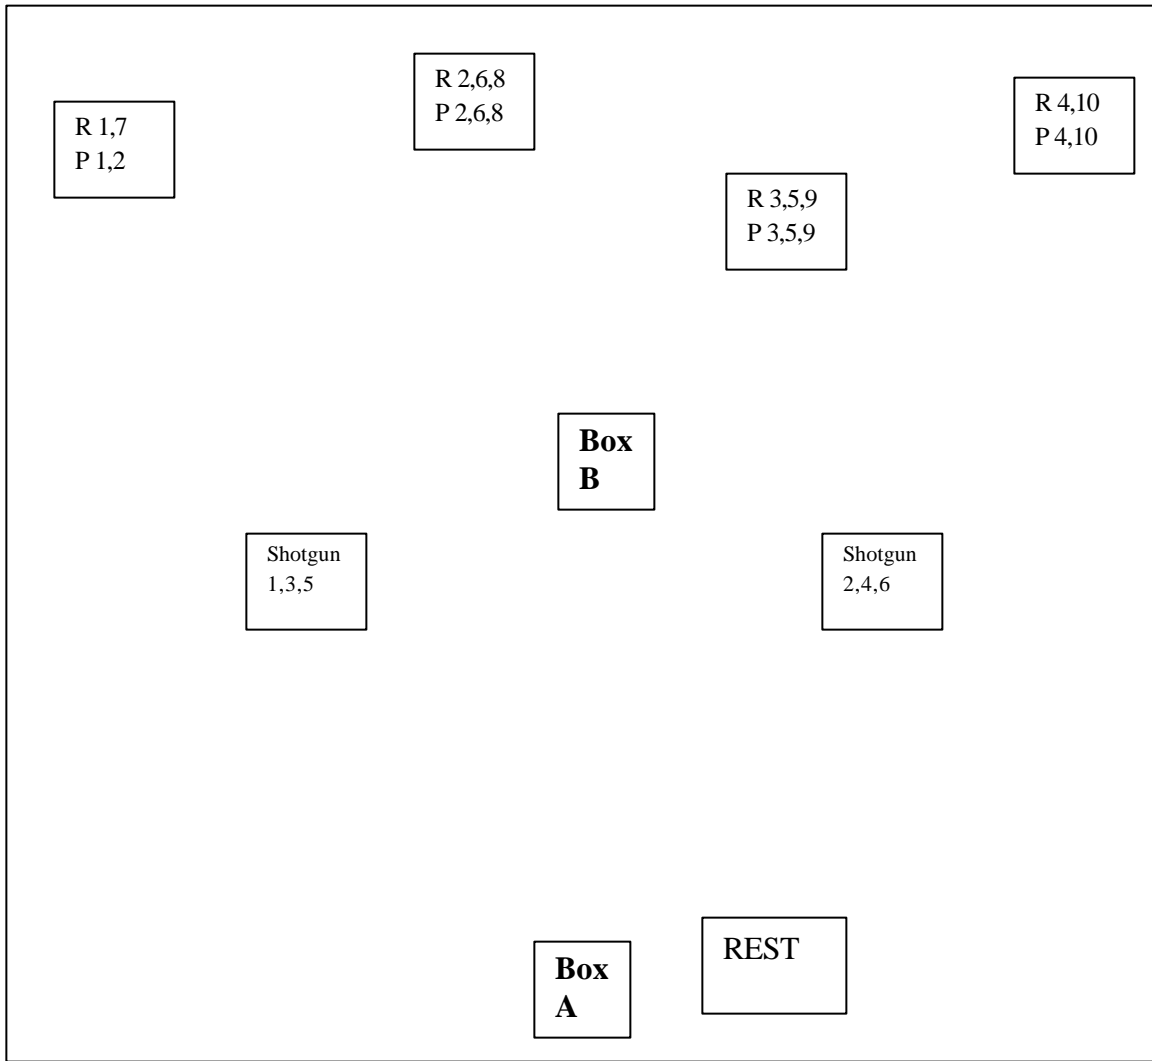 R 2,6,8
P 2,6,8
R 4,10
P 4,10
R 1,7
P 1,2
R 3,5,9
P 3,5,9
Box
B
Shotgun
1,3,5
Shotgun
2,4,6
REST
Box
A